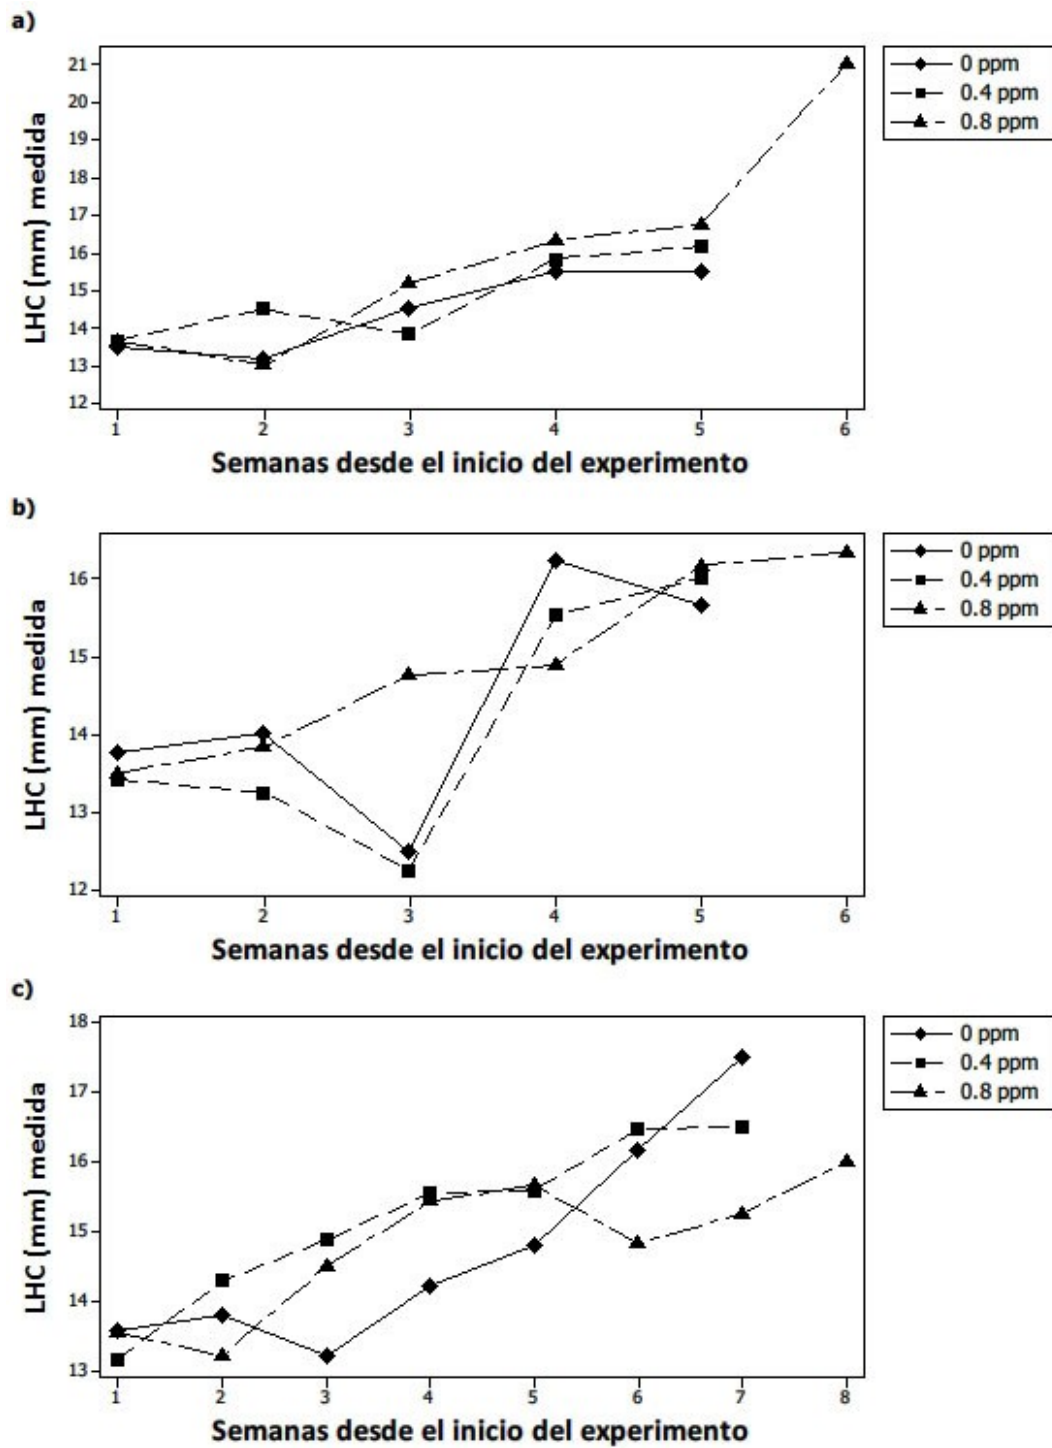 a)
21
20
19
18
17
16
15
14
13
12
LHC (mm) medida
1 2 3 4 5 6
Semanas desde el inicio del experimento
0 ppm
0.4 ppm
0.8 ppm
b)
16
15
14
13
12
LHC (mm) medida
1 2 3 4 5 6
Semanas desde el inicio del experimento
0 ppm
0.4 ppm
0.8 ppm
c)
18
17
16
15
14
13
LHC (mm) medida
1 2 3 4 5 6 7 8
Semanas desde el inicio del experimento
0 ppm
0.4 ppm
0.8 ppm